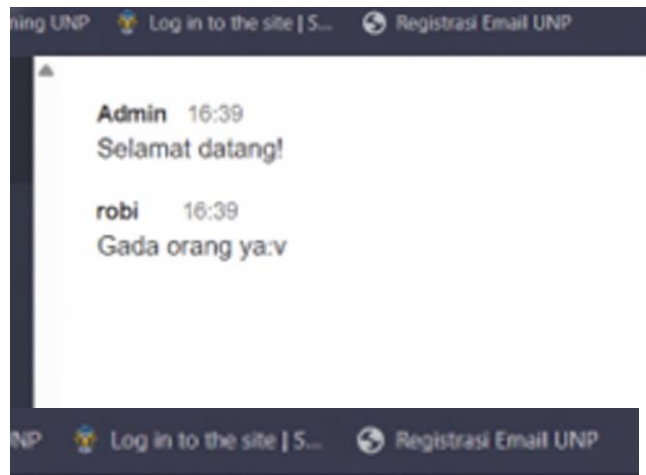 ning UNP Log in to the site | S... Registrasi Email UNP
Admin 16:39
Selamat datang!
robi 16:39
Gada orang ya:v
UNP Log in to the site | S... Registrasi Email UNP